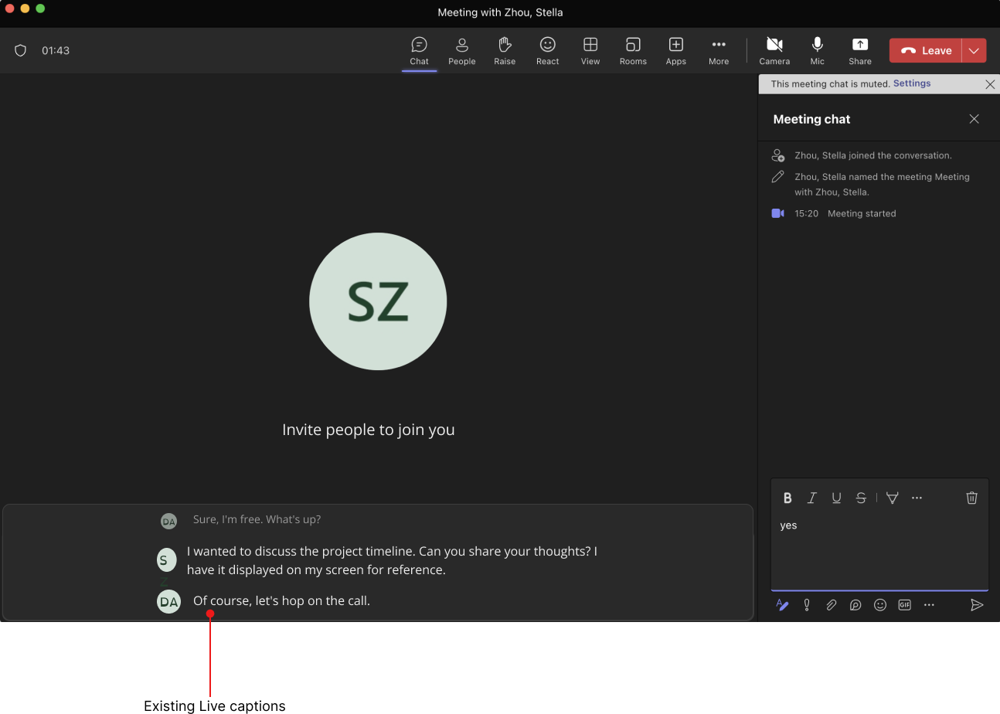 Meeting with Zhou, Stella
01:43
Chat
People
Raise
React
View
Rooms
Apps
More
Camera
Mic
Share
Leave
This meeting chat is muted. Settings
Meeting chat
Zhou, Stella joined the conversation.
Zhou, Stella named the meeting Meeting
with Zhou, Stella.
15:20 Meeting started
SZ
Invite people to join you
DA Sure, I'm free. What's up?
S I wanted to discuss the project timeline. Can you share your thoughts? I
have it displayed on my screen for reference.
Z
DA Of course, let's hop on the call.
B I U S
yes
GIF
Existing Live captions